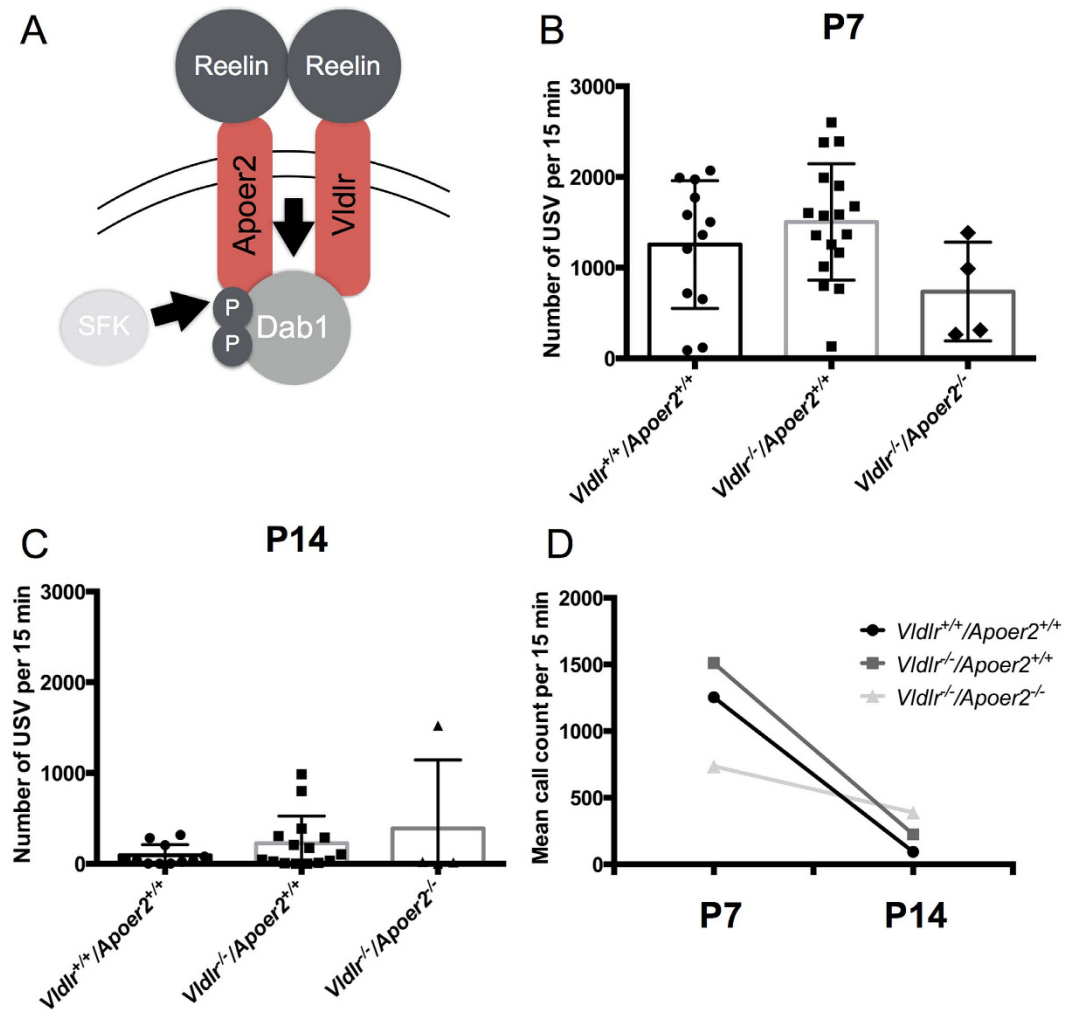 A
Reelin Reelin
Apoer2
Vldlr
SFK
P
P
Dab1
B
P7
Number of USV per 15 min
3000
2000
1000
0
Vldlr+/+/Apoer2+/+
Vldlr-/-/Apoer2+/+
Vldlr-/-/Apoer2-/-
C
P14
Number of USV per 15 min
3000
2000
1000
0
Vldlr+/+/Apoer2+/+
Vldlr-/-/Apoer2+/+
Vldlr-/-/Apoer2-/-
D
Mean call count per 15 min
2000
1500
1000
500
0
Vldlr+/+/Apoer2+/+
Vldlr-/-/Apoer2+/+
Vldlr-/-/Apoer2-/-
P7 P14